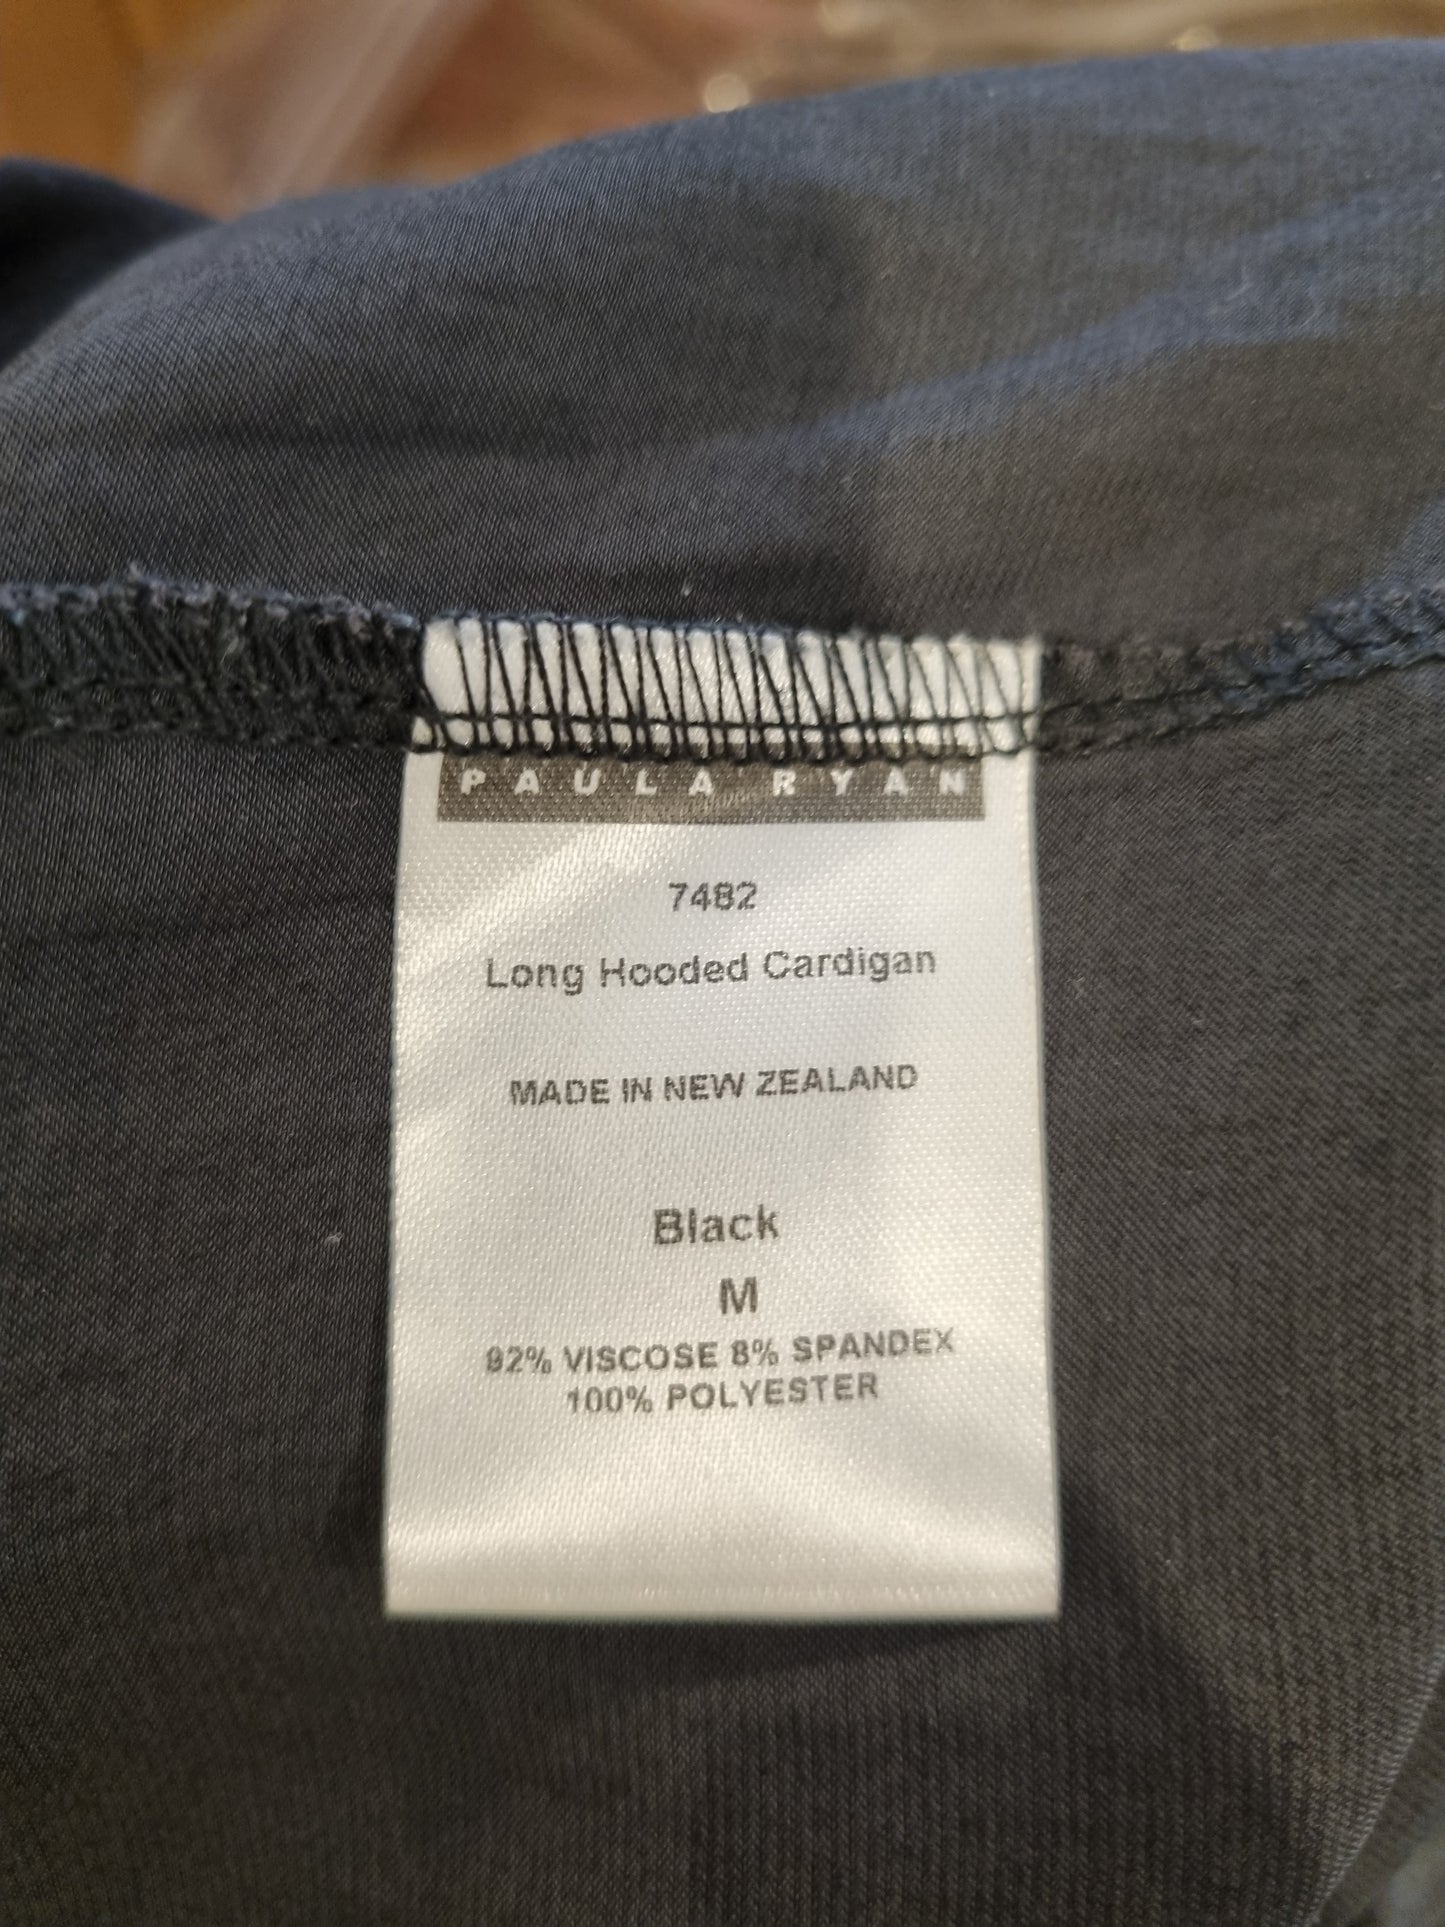 PAULA RYAN
7482
Long Hooded Cardigan
MADE IN NEW ZEALAND
Black
M
92% VISCOSE 8% SPANDEX
100% POLYESTER